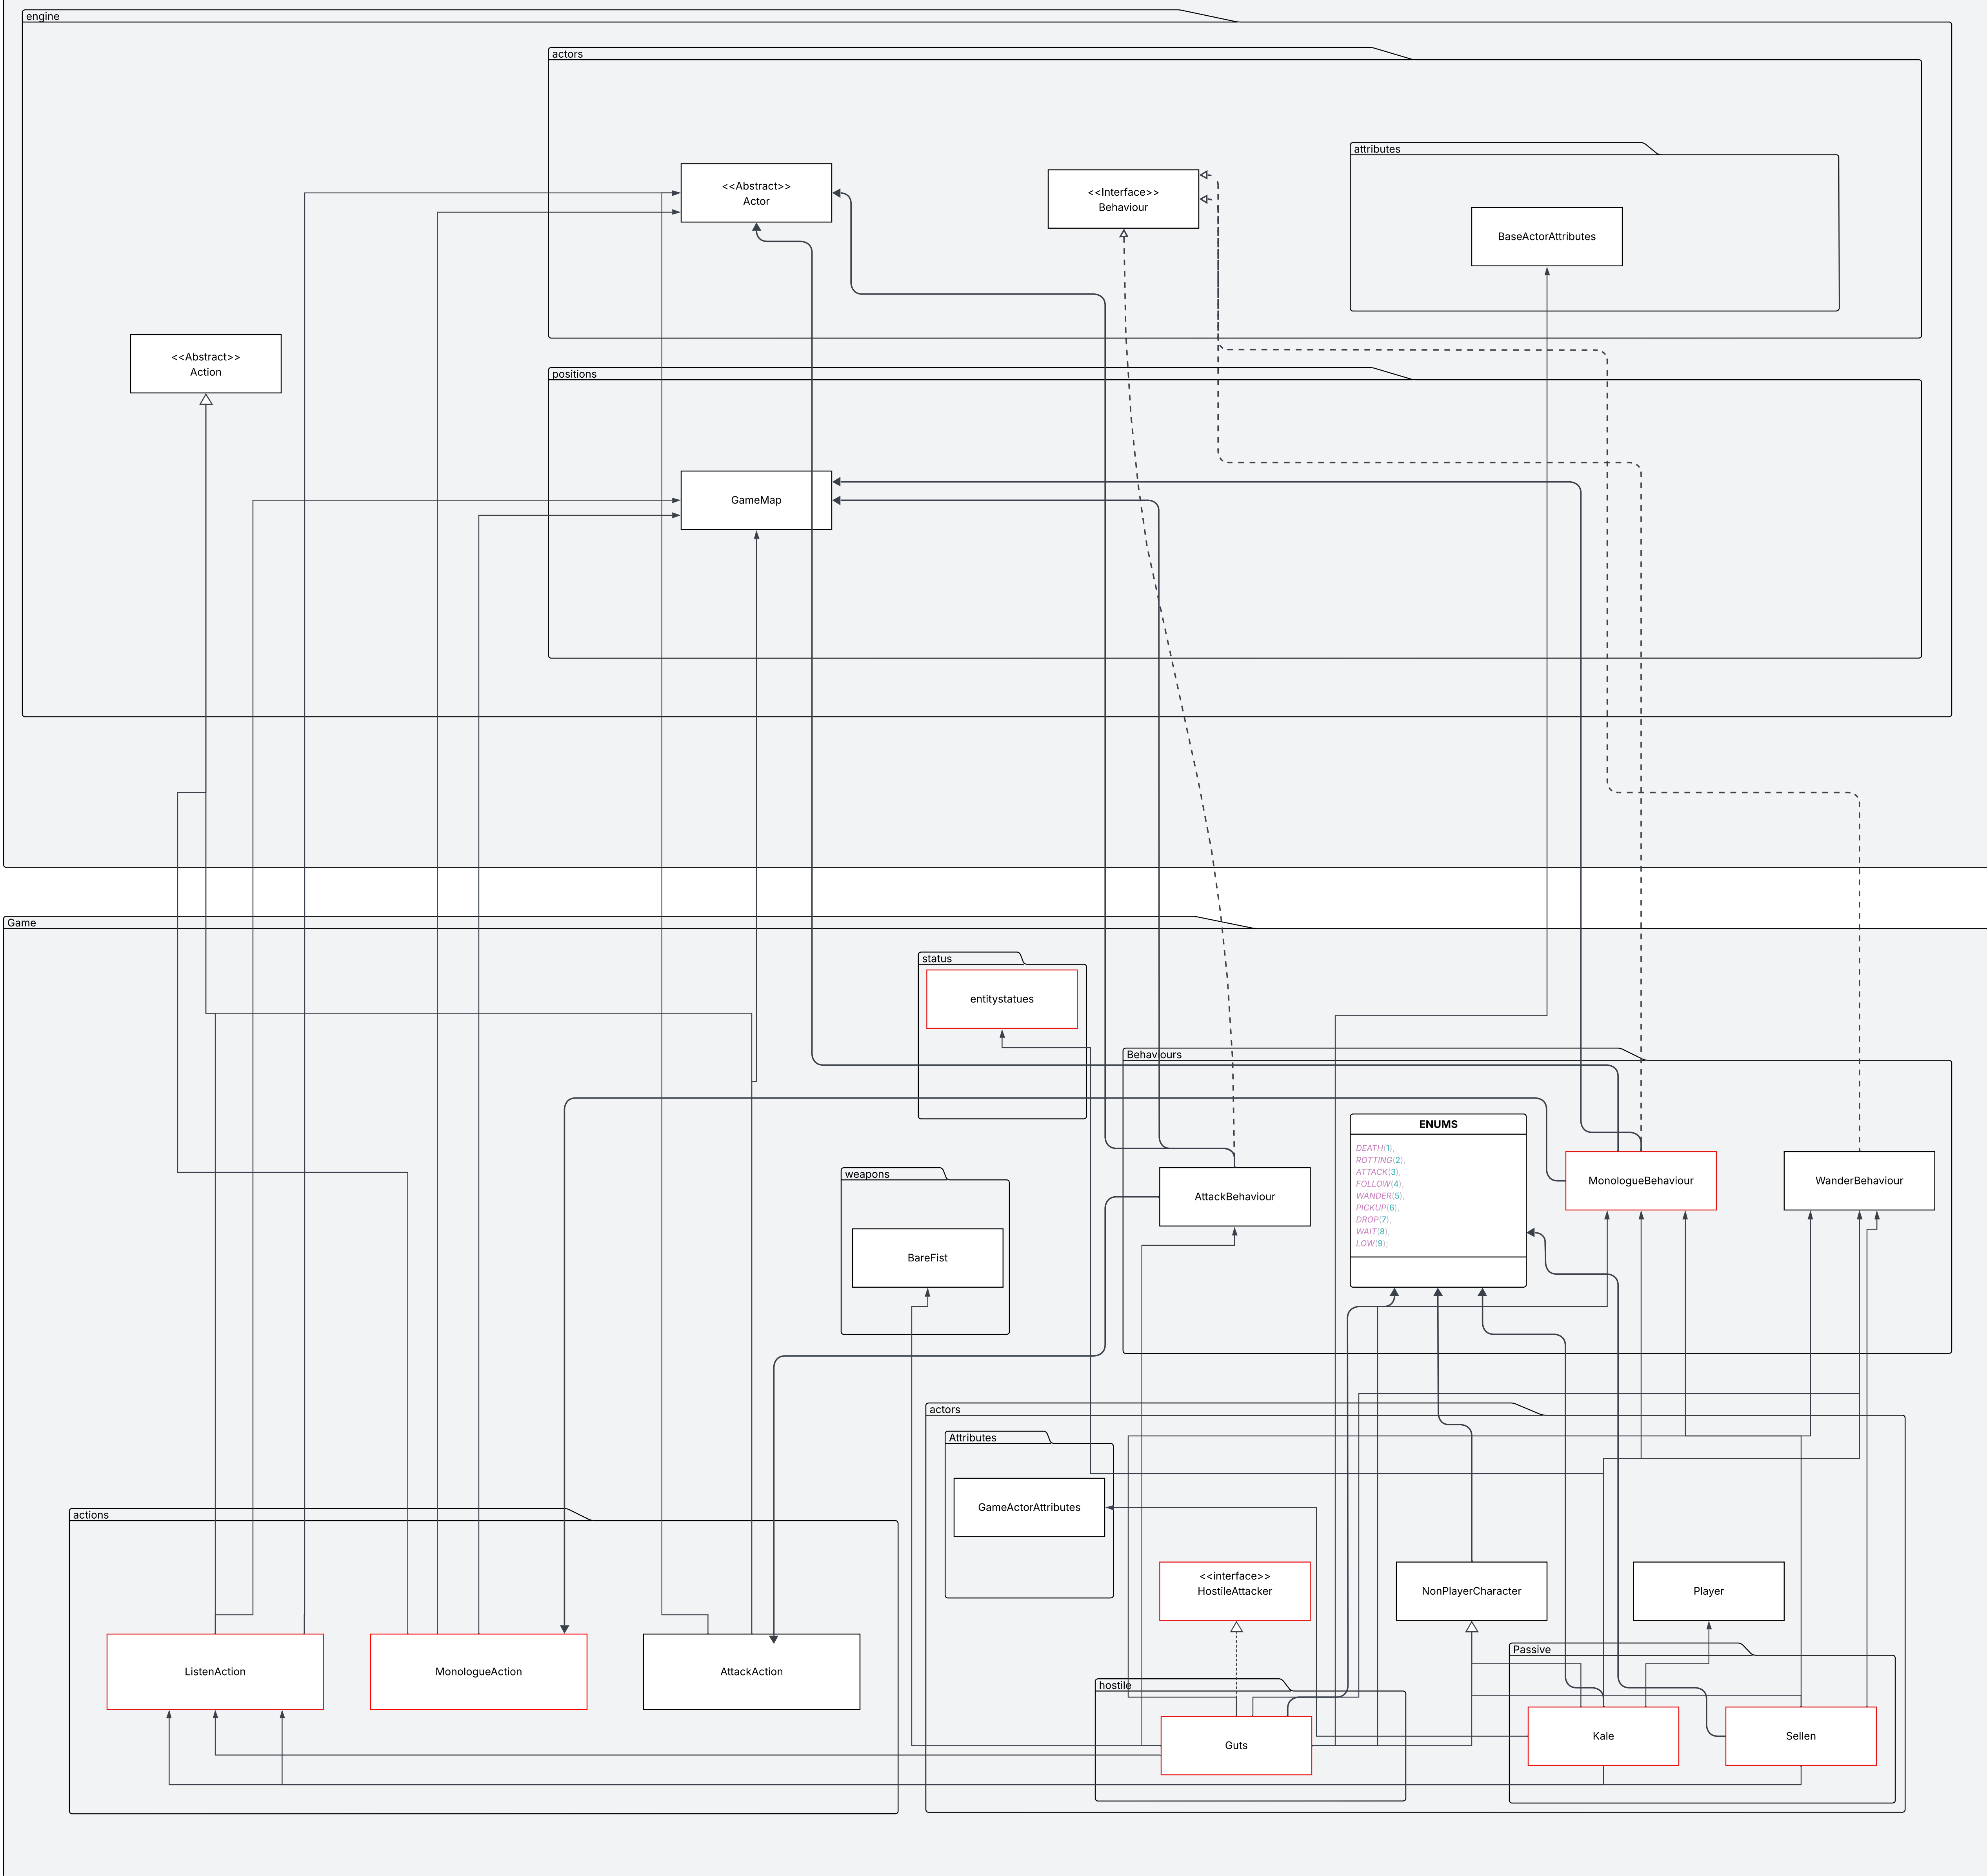 engine
actors
attributes
<<Abstract>>
Actor
<<Interface>>
Behaviour
BaseActorAttributes
<<Abstract>>
Action
positions
GameMap
Game
status
entitystatues
Behaviours
ENUMS
DEATH(1),
ROTTING(2),
ATTACK(3),
FOLLOW(4),
WANDER(5),
PICKUP(6),
DROP(7),
WAIT(8),
LOW(9);
MonologueBehaviour
WanderBehaviour
AttackBehaviour
weapons
BareFist
actors
Attributes
GameActorAttributes
actions
<<interface>>
HostileAttacker
NonPlayerCharacter
Player
Passive
ListenAction
MonologueAction
AttackAction
hostile
Guts
Kale
Sellen